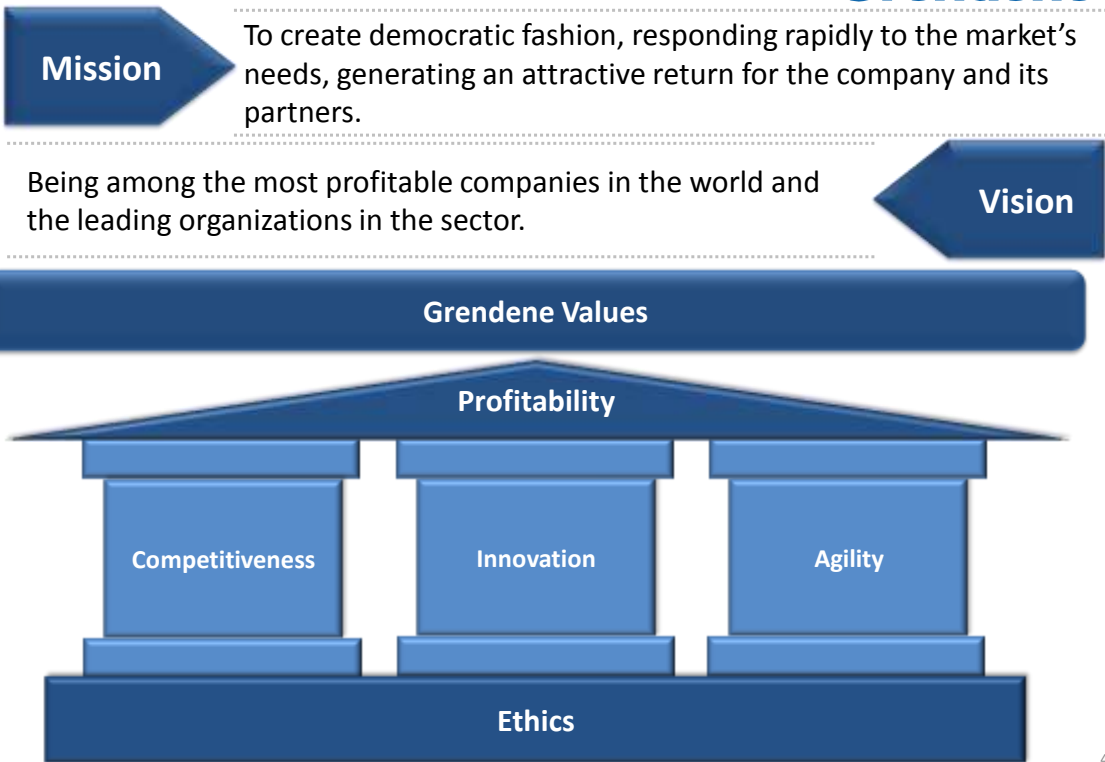 Grendene
Mission
To create democratic fashion, responding rapidly to the market's
needs, generating an attractive return for the company and its
partners.
Being among the most profitable companies in the world and
the leading organizations in the sector.
Vision
Grendene Values
Profitability
Competitiveness
Innovation
Agility
Ethics
4